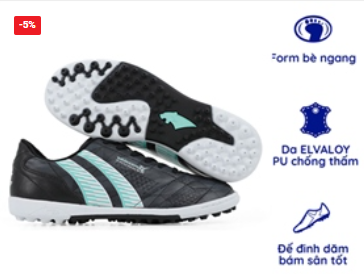 -5%
Form bè ngang
Da ELVALOY
PU chống thấm
Đế đinh dăm
bám sân tốt